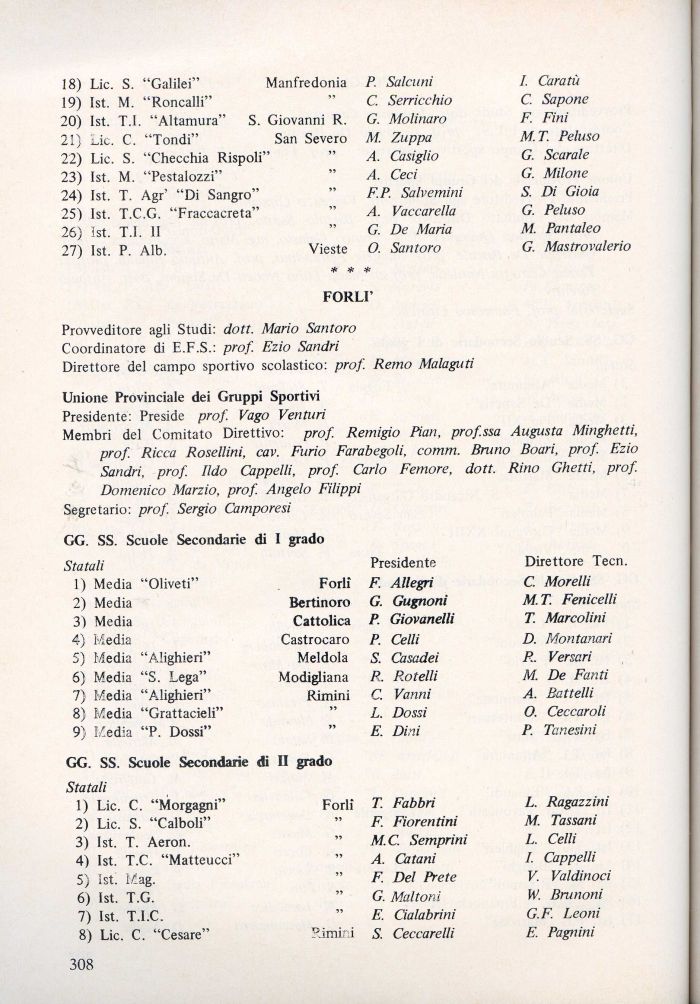 18) Lic. S. “Galilei” Manfredonia P. Salcuni I. Caratù
19) Ist. M. “Roncalli” ” C. Serricchio C. Sapone
20) Ist. T.I. “Altamura” S. Giovanni R. G. Molinaro F. Fini
21) Lic. C. “Tondi” San Severo M. Zuppa M.T. Peluso
22) Lic. S. “Checchia Rispoli” ” A. Casiglio G. Scarale
23) Ist. M. “Pestalozzi” ” A. Ceci G. Milone
24) Ist. T. Agr’ “Di Sangro” ” F.P. Salvemini S. Di Gioia
25) Ist. T.C.G. “Fraccacreta” ” A. Vaccarella G. Peluso
26) Ist. T.I. II ” G. De Maria M. Pantaleo
27) Ist. P. Alb. Vieste O. Santoro G. Mastrovalerio
* * *
FORLI’
Provveditore agli Studi: dott. Mario Santoro
Coordinatore di E.F.S.: prof. Ezio Sandri
Direttore del campo sportivo scolastico: prof. Remo Malaguti
Unione Provinciale dei Gruppi Sportivi
Presidente: Preside prof. Vago Venturi
Membri del Comitato Direttivo: prof. Remigio Pian, prof.ssa Augusta Minghetti,
prof. Ricca Rosellini, cav. Furio Farabegoli, comm. Bruno Boari, prof. Ezio
Sandri, prof. Ildo Cappelli, prof. Carlo Femore, dott. Rino Ghetti, prof.
Domenico Marzio, prof. Angelo Filippi
Segretario: prof. Sergio Camporesi
GG. SS. Scuole Secondarie di I grado
Statali Presidente Direttore Tecn.
1) Media “Oliveti” Forlì F. Allegri C. Morelli
2) Media Bertinoro G. Gugnoni M.T. Fenicelli
3) Media Cattolica P. Giovanelli T. Marcolini
4) Media Castrocaro P. Celli D. Montanari
5) Media “Alighieri” Meldola S. Casadei R. Versari
6) Media “S. Lega” Modigliana R. Rotelli M. De Fanti
7) Media “Alighieri” Rimini C. Vanni A. Battelli
8) Media “Grattacieli” ” L. Dossi O. Ceccaroli
9) Media “P. Dossi” ” E. Dini P. Tanesini
GG. SS. Scuole Secondarie di II grado
Statali
1) Lic. C. “Morgagni” Forlì T. Fabbri L. Ragazzini
2) Lic. S. “Calboli” ” F. Fiorentini M. Tassani
3) Ist. T. Aeron. ” M.C. Semprini L. Celli
4) Ist. T.C. “Matteucci” ” A. Catani I. Cappelli
5) Ist. Mag. ” F. Del Prete V. Valdinoci
6) Ist. T.G. ” G. Maltoni W. Brunoni
7) Ist. T.I.C. ” E. Cialabrini G.F. Leoni
8) Lic. C. “Cesare” Rimini S. Ceccarelli E. Pagnini
308